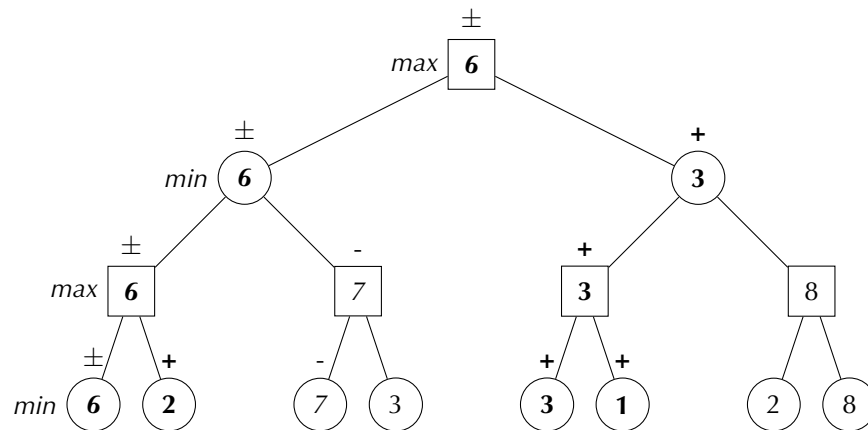 ±
max 6
± +
min 6 3
± - +
max 6 7 3 8
± + - + +
min 6 2 7 3 3 1 2 8